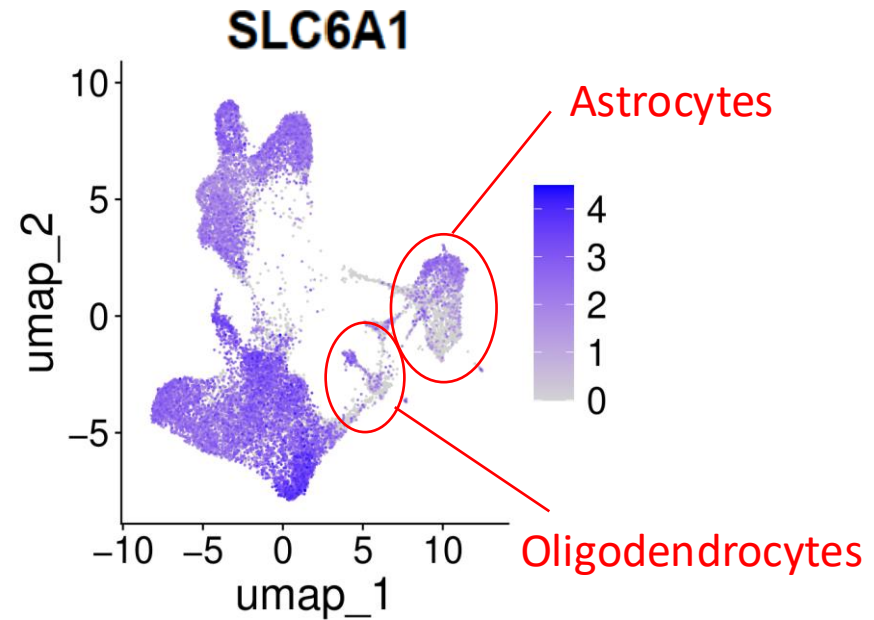 SLC6A1
Astrocytes
10
5
0
−5
umap_2
4
3
2
1
0
−10 −5 0 5 10
umap_1
Oligodendrocytes